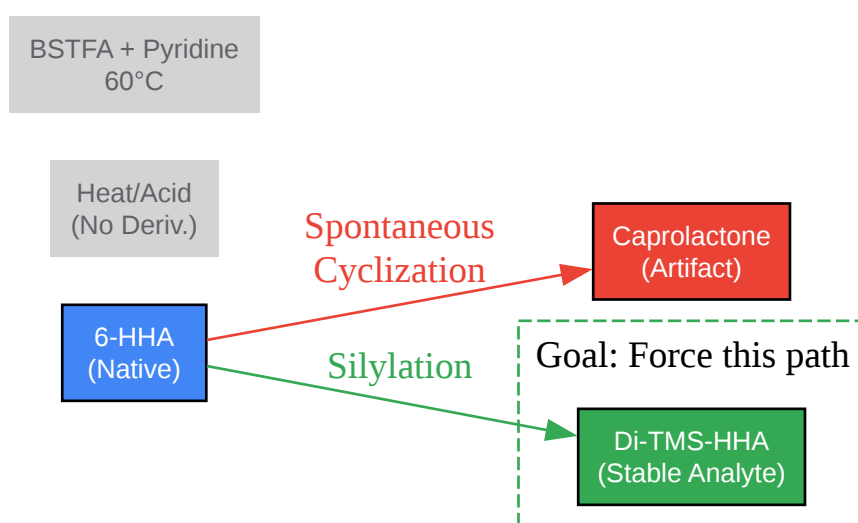 BSTFA + Pyridine
60°C
Heat/Acid
(No Deriv.)
Spontaneous
Cyclization
Caprolactone
(Artifact)
6-HHA
(Native)
Silylation
Goal: Force this path
Di-TMS-HHA
(Stable Analyte)